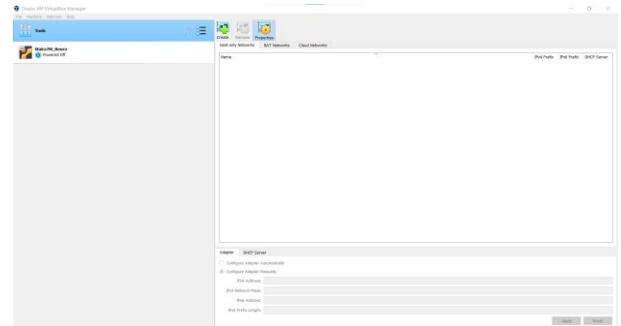 Oracle VM VirtualBox Manager
File Machine Network Help
Tools
Powered Off
Create Remove Properties
Host-only Networks NAT Networks Cloud Networks
Name IPv4 Prefix IPv6 Prefix DHCP Server
Adapter DHCP Server
Configure Adapter Automatically
Configure Adapter Manually
IPv4 Address:
IPv4 Network Mask:
IPv6 Address:
IPv6 Prefix Length:
Apply Reset